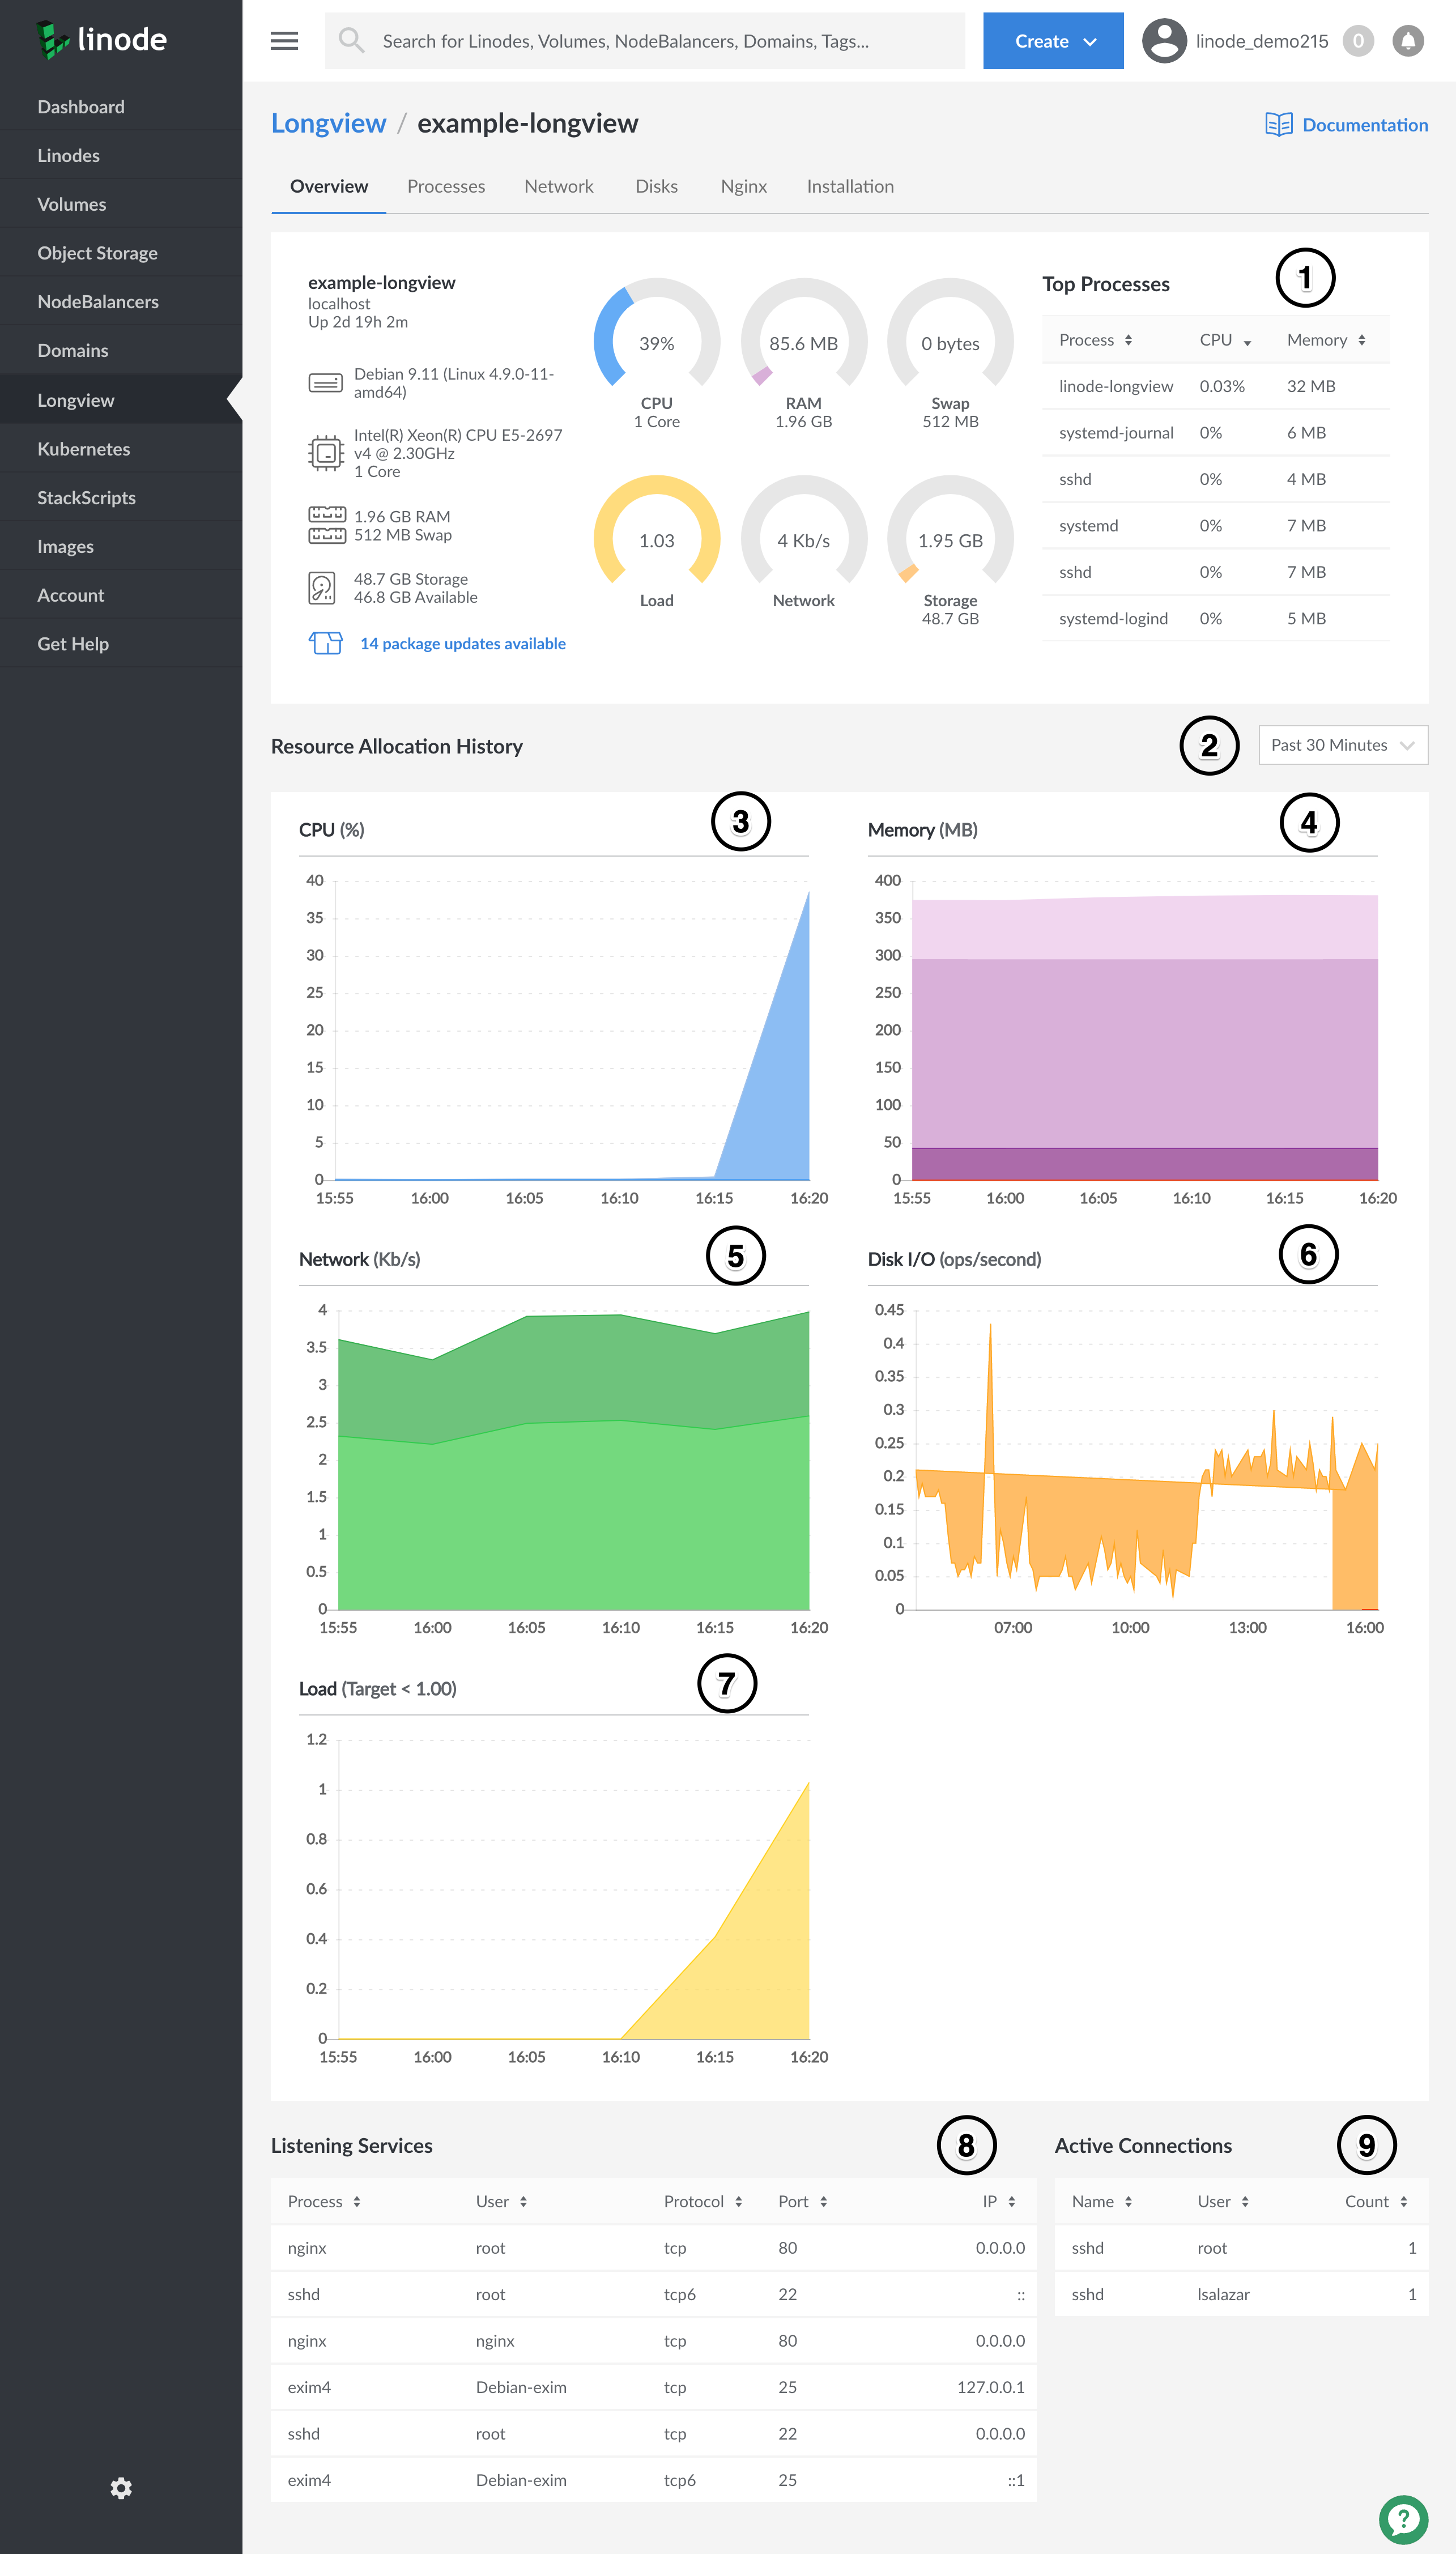 linode
Search for Linodes, Volumes, NodeBalancers, Domains, Tags...
Create
linode_demo215
0
Dashboard
Linodes
Volumes
Object Storage
NodeBalancers
Domains
Longview
Kubernetes
StackScripts
Images
Account
Get Help
Longview / example-longview
Documentation
Overview Processes Network Disks Nginx Installation
example-longview
localhost
Up 2d 19h 2m
Debian 9.11 (Linux 4.9.0-11-
amd64)
Intel(R) Xeon(R) CPU E5-2697
v4 @ 2.30GHz
1 Core
1.96 GB RAM
512 MB Swap
48.7 GB Storage
46.8 GB Available
14 package updates available
39%
CPU
1 Core
85.6 MB
RAM
1.96 GB
0 bytes
Swap
512 MB
1.03
Load
4 Kb/s
Network
1.95 GB
Storage
48.7 GB
Top Processes
1
Process CPU Memory
linode-longview 0.03% 32 MB
systemd-journal 0% 6 MB
sshd 0% 4 MB
systemd 0% 7 MB
sshd 0% 7 MB
systemd-logind 0% 5 MB
Resource Allocation History
2
Past 30 Minutes
CPU (%)
3
40
35
30
25
20
15
10
5
0
15:55 16:00 16:05 16:10 16:15 16:20
Memory (MB)
4
400
350
300
250
200
150
100
50
0
15:55 16:00 16:05 16:10 16:15 16:20
Network (Kb/s)
5
4
3.5
3
2.5
2
1.5
1
0.5
0
15:55 16:00 16:05 16:10 16:15 16:20
Disk I/O (ops/second)
6
0.45
0.4
0.35
0.3
0.25
0.2
0.15
0.1
0.05
0
07:00 10:00 13:00 16:00
Load (Target < 1.00)
7
1.2
1
0.8
0.6
0.4
0.2
0
15:55 16:00 16:05 16:10 16:15 16:20
Listening Services
8
Process User Protocol Port IP
nginx root tcp 80 0.0.0.0
sshd root tcp6 22 ::
nginx nginx tcp 80 0.0.0.0
exim4 Debian-exim tcp 25 127.0.0.1
sshd root tcp 22 0.0.0.0
exim4 Debian-exim tcp6 25 ::1
Active Connections
9
Name User Count
sshd root 1
sshd lsalazar 1
?